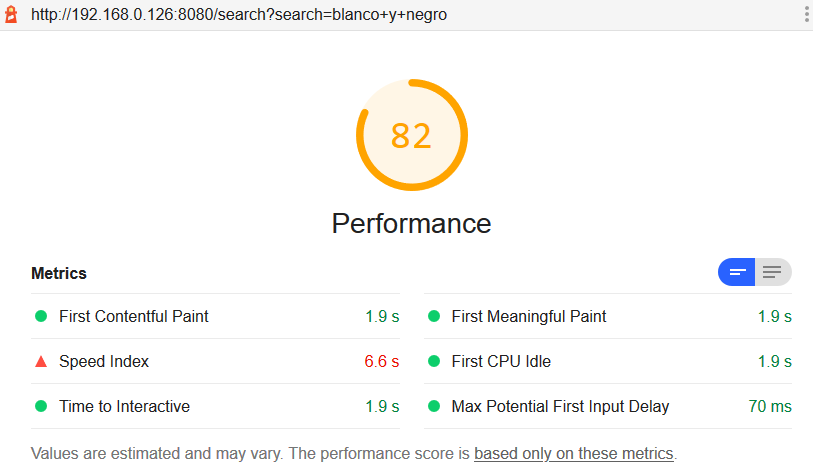 http://192.168.0.126:8080/search?search=blanco+y+negro
82
Performance
Metrics
First Contentful Paint 1.9 s
First Meaningful Paint 1.9 s
Speed Index 6.6 s
First CPU Idle 1.9 s
Time to Interactive 1.9 s
Max Potential First Input Delay 70 ms
Values are estimated and may vary. The performance score is based only on these metrics.